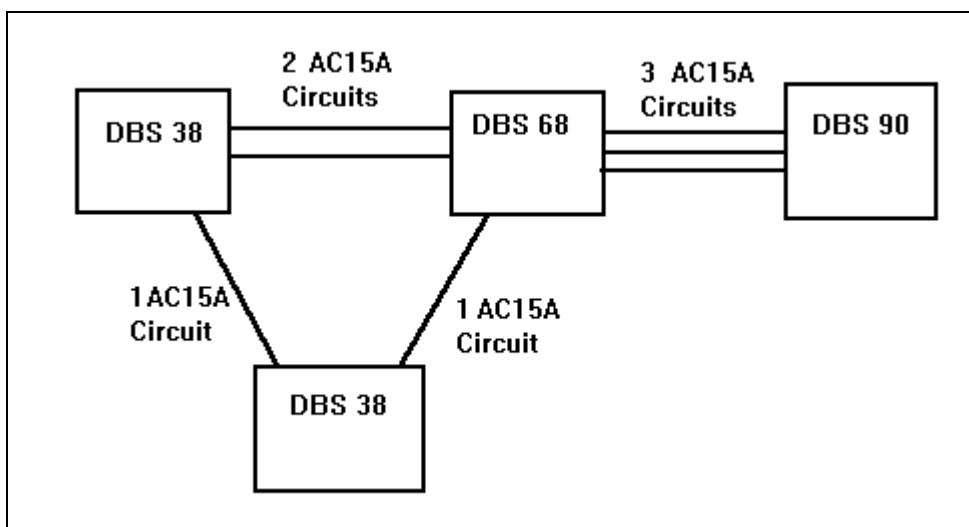 2 AC15A
Circuits
3 AC15A
Circuits
DBS 38
DBS 68
DBS 90
1AC15A
Circuit
1 AC15A
Circuit
DBS 38